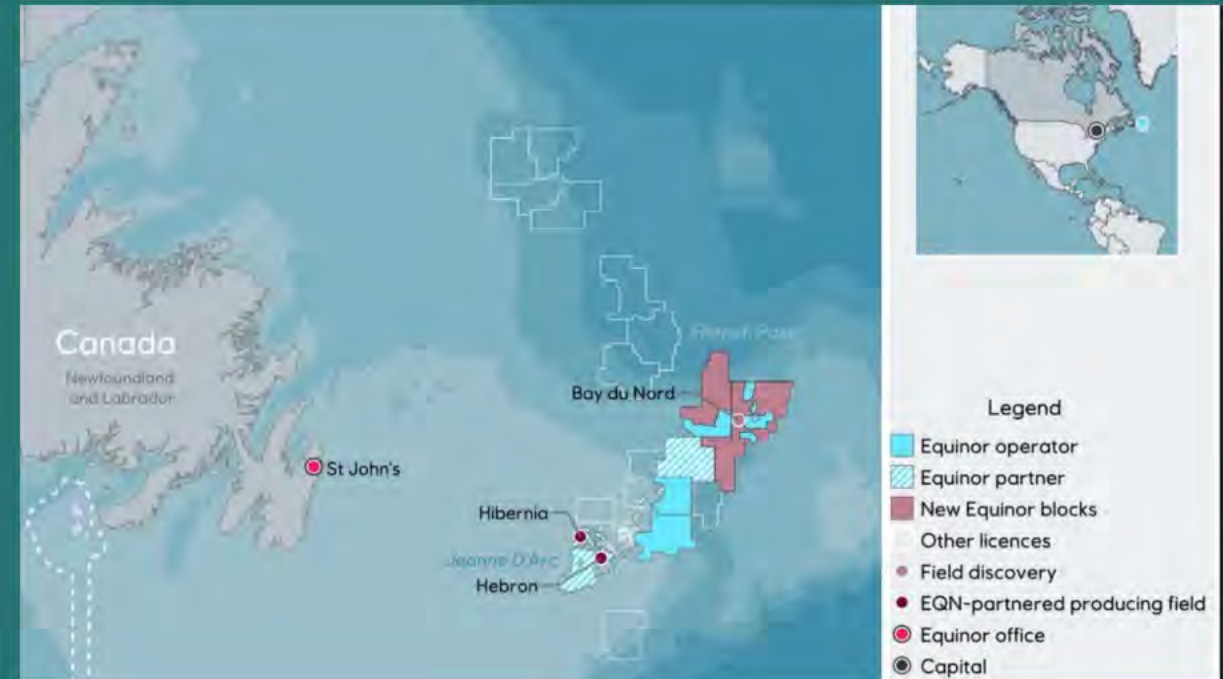 Canada
Newfoundland
and Labrador
St John's
Flemish Pass
Bay du Nord
Hibernia
Jeanne D'Arc
Hebron
Legend
Equinor operator
Equinor partner
New Equinor blocks
Other licences
Field discovery
EQN-partnered producing field
Equinor office
Capital